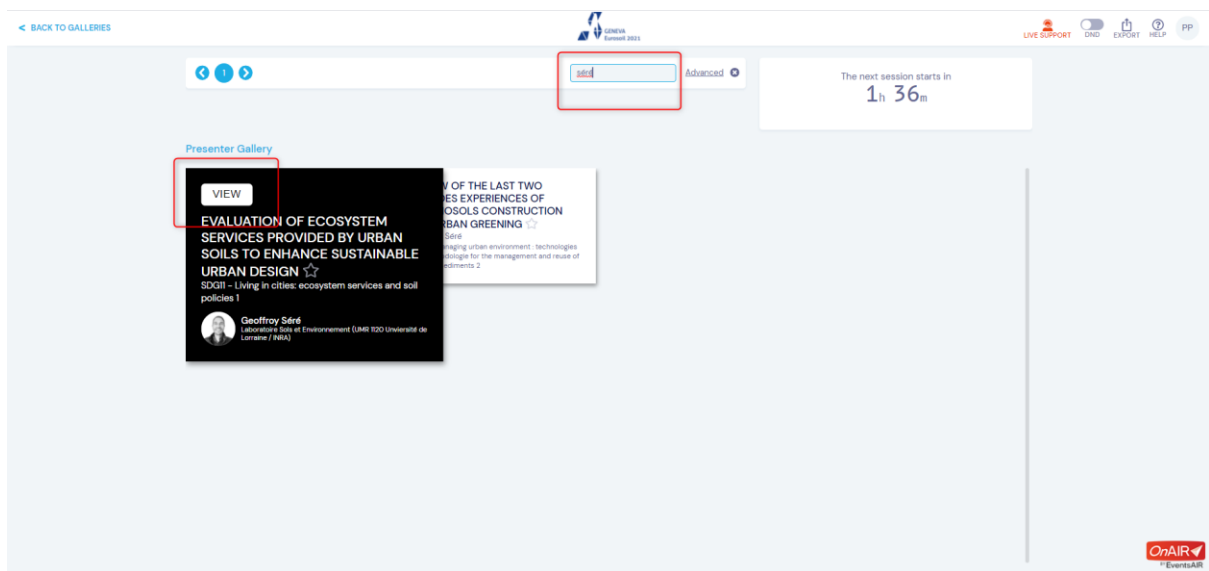 < BACK TO GALLERIES
GENEVA
Eurosoil 2021
LIVE SUPPORT
DND
EXPORT
HELP
PP
1
séré
Advanced
The next session starts in
1h 36m
Presenter Gallery
VIEW
EVALUATION OF ECOSYSTEM
SERVICES PROVIDED BY URBAN
SOILS TO ENHANCE SUSTAINABLE
URBAN DESIGN
SDG11 - Living in cities: ecosystem services and soil
policies 1
Geoffroy Séré
Laboratoire Sols et Environnement (UMR 1120 Unviersité de
Lorraine / INRA)
W OF THE LAST TWO
DES EXPERIENCES OF
OSOLS CONSTRUCTION
RBAN GREENING
Séré
naging urban environment : technologies
odologie for the management and reuse of
ediments 2
OnAIR
BY EventsAIR